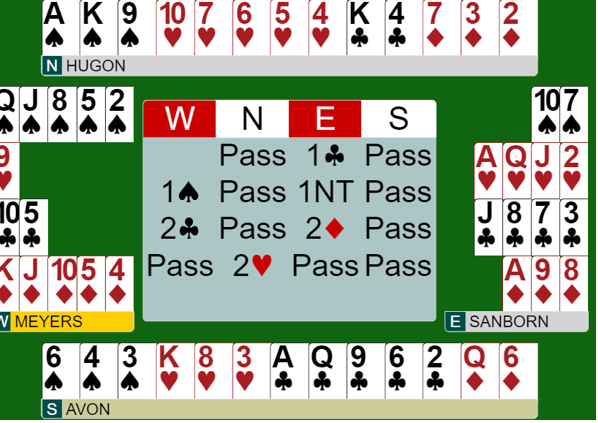 A K 9 10 7 6 5 4 K 4 7 3 2
♠ ♠ ♠ ♥ ♥ ♥ ♥ ♥ ♣ ♣ ♦ ♦ ♦
N HUGON
Q J 8 5 2
♠ ♠ ♠ ♠ ♠
9
♥
10 5
♣ ♣
K J 10 5 4
♦ ♦ ♦ ♦ ♦
W MEYERS
W N E S
Pass 1♣ Pass
1♠ Pass 1NT Pass
2♣ Pass 2♦ Pass
Pass 2♥ Pass Pass
10 7
♠ ♠
A Q J 2
♥ ♥ ♥ ♥
J 8 7 3
♣ ♣ ♣ ♣
A 9 8
♦ ♦ ♦
E SANBORN
6 4 3 K 8 3 A Q 9 6 2 Q 6
♠ ♠ ♠ ♥ ♥ ♥ ♣ ♣ ♣ ♣ ♣ ♦ ♦
S AVON